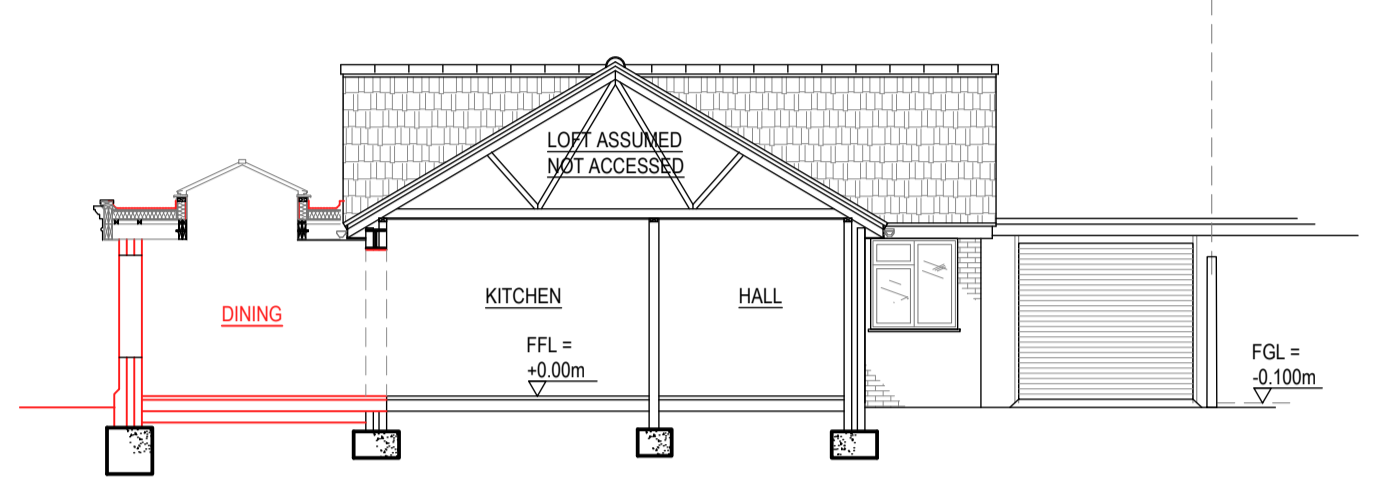 LOFT ASSUMED
NOT ACCESSED
DINING
KITCHEN
HALL
FFL =
+0.00m
FGL =
-0.100m